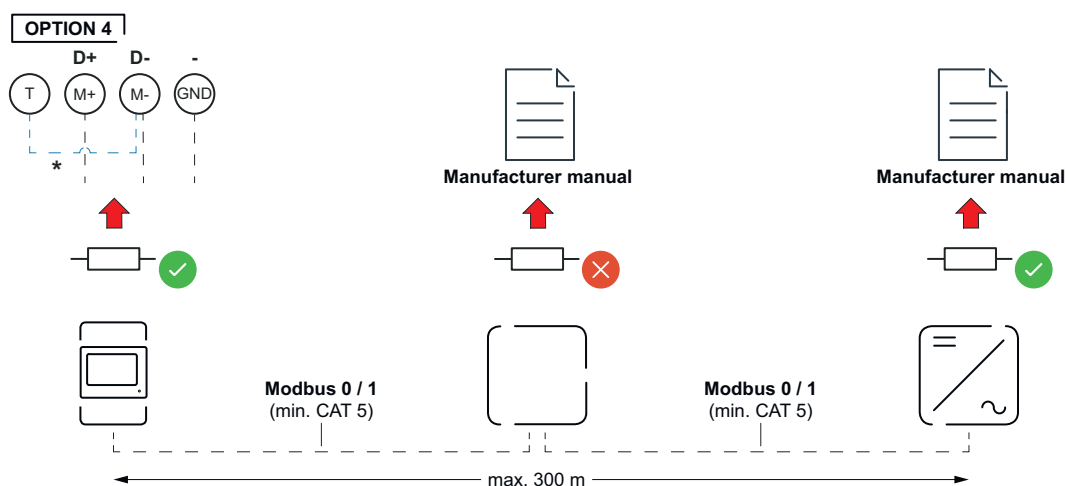 OPTION 4
D+ D- -
T M+ M- GND
*
Manufacturer manual
Manufacturer manual
Modbus 0 / 1
(min. CAT 5)
Modbus 0 / 1
(min. CAT 5)
max. 300 m